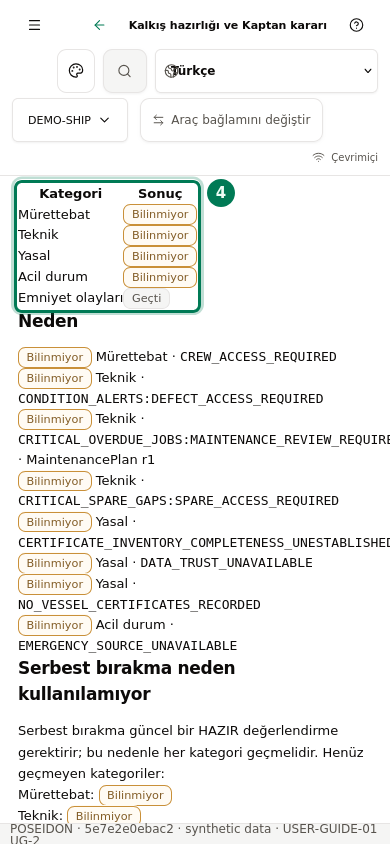 Kalkış hazırlığı ve Kaptan kararı
Türkçe
DEMO-SHIP
Araç bağlamını değiştir
Çevrimiçi
Kategori Sonuç
4
Mürettebat Bilinmiyor
Teknik Bilinmiyor
Yasal Bilinmiyor
Acil durum Bilinmiyor
Emniyet olayları Geçti
Neden
Bilinmiyor Mürettebat · CREW_ACCESS_REQUIRED
Bilinmiyor Teknik ·
CONDITION_ALERTS:DEFECT_ACCESS_REQUIRED
Bilinmiyor Teknik ·
CRITICAL_OVERDUE_JOBS:MAINTENANCE_REVIEW_REQUIRE
· MaintenancePlan r1
Bilinmiyor Teknik ·
CRITICAL_SPARE_GAPS:SPARE_ACCESS_REQUIRED
Bilinmiyor Yasal ·
CERTIFICATE_INVENTORY_COMPLETENESS_UNESTABLISHED
Bilinmiyor Yasal · DATA_TRUST_UNAVAILABLE
Bilinmiyor Yasal ·
NO_VESSEL_CERTIFICATES_RECORDED
Bilinmiyor Acil durum ·
EMERGENCY_SOURCE_UNAVAILABLE
Serbest bırakma neden
kullanılamıyor
Serbest bırakma güncel bir HAZIR değerlendirme
gerektirir; bu nedenle her kategori geçmelidir. Henüz
geçmeyen kategoriler:
Mürettebat: Bilinmiyor
Teknik: Bilinmiyor
POSEIDON · 5e7e2e0ebac2 · synthetic data · USER-GUIDE-01
UG-2